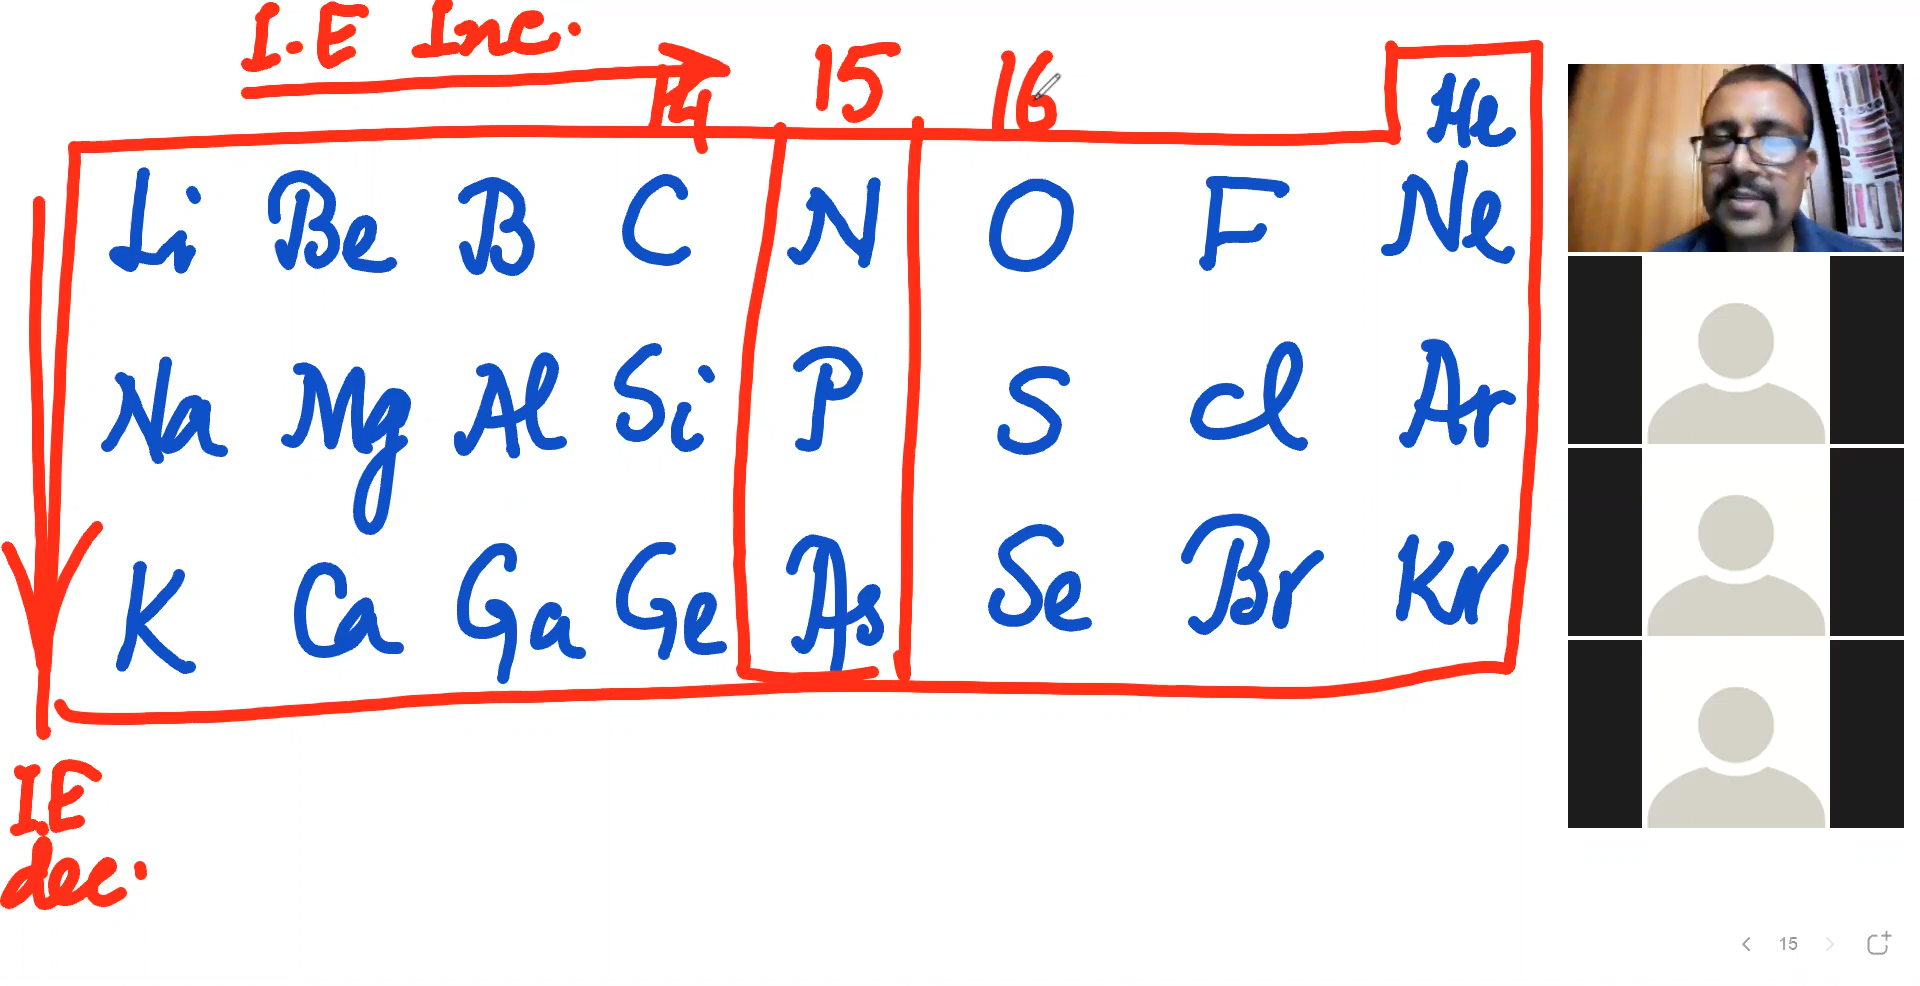 I.E Inc.
14 15 16
He
Li Be B C N O F Ne
Na Mg Al Si P S Cl Ar
K Ca Ga Ge As Se Br Kr
I.E
dec.
15